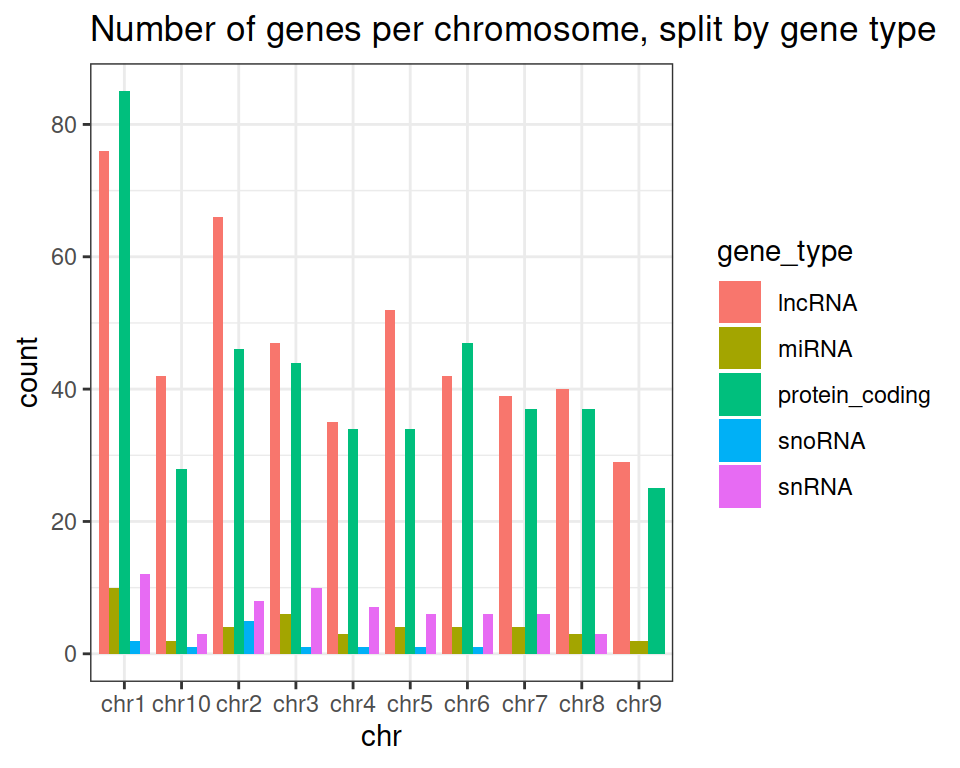 Number of genes per chromosome, split by gene type
count
80
60
40
20
0
chr1 chr10 chr2 chr3 chr4 chr5 chr6 chr7 chr8 chr9
chr
gene_type
lncRNA
miRNA
protein_coding
snoRNA
snRNA